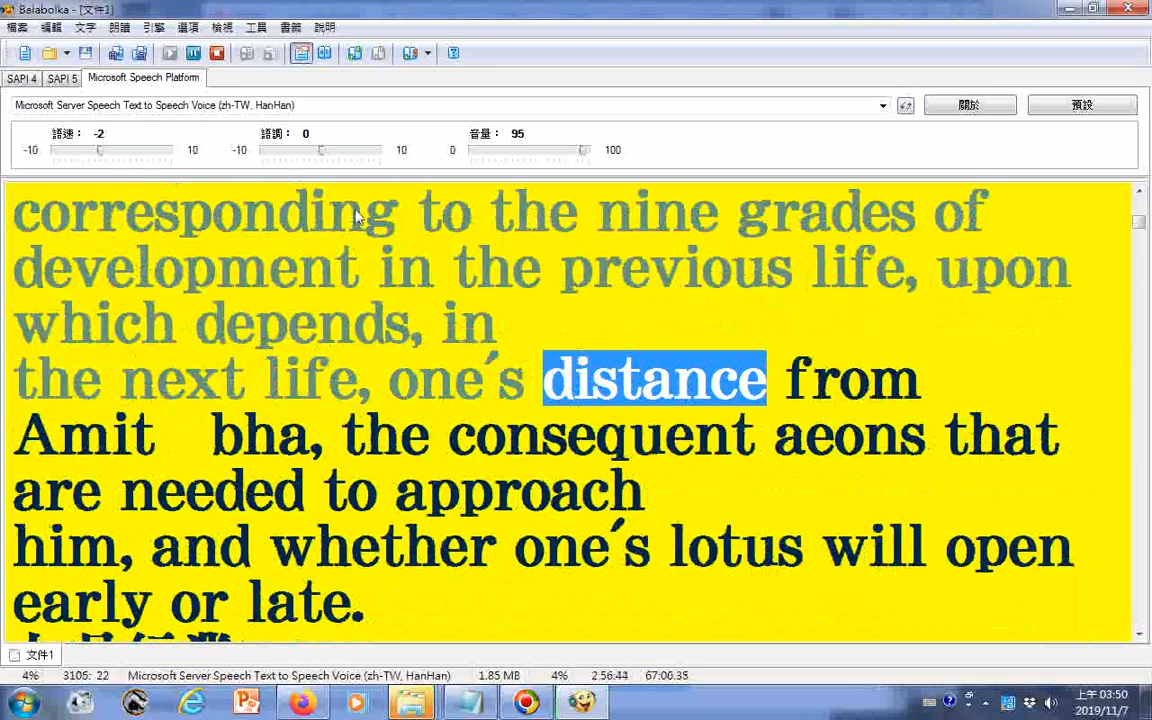 Balabolka - [文件1]
檔案 編輯 文字 朗讀 引擎 選項 檢視 工具 書籤 說明
SAPI 4 SAPI 5 Microsoft Speech Platform
Microsoft Server Speech Text to Speech Voice (zh-TW, HanHan) 關於 預設
語速： -2 語調： 0 音量： 95
-10 10 -10 10 0 100
corresponding to the nine grades of
development in the previous life, upon
which depends, in
the next life, one´s distance from
Amit bha, the consequent aeons that
are needed to approach
him, and whether one´s lotus will open
early or late.
文件1
4% 3105: 22 Microsoft Server Speech Text to Speech Voice (zh-TW, HanHan) 1.85 MB 4% 2:56:44 67:06:35
上午 03:50
2019/11/7